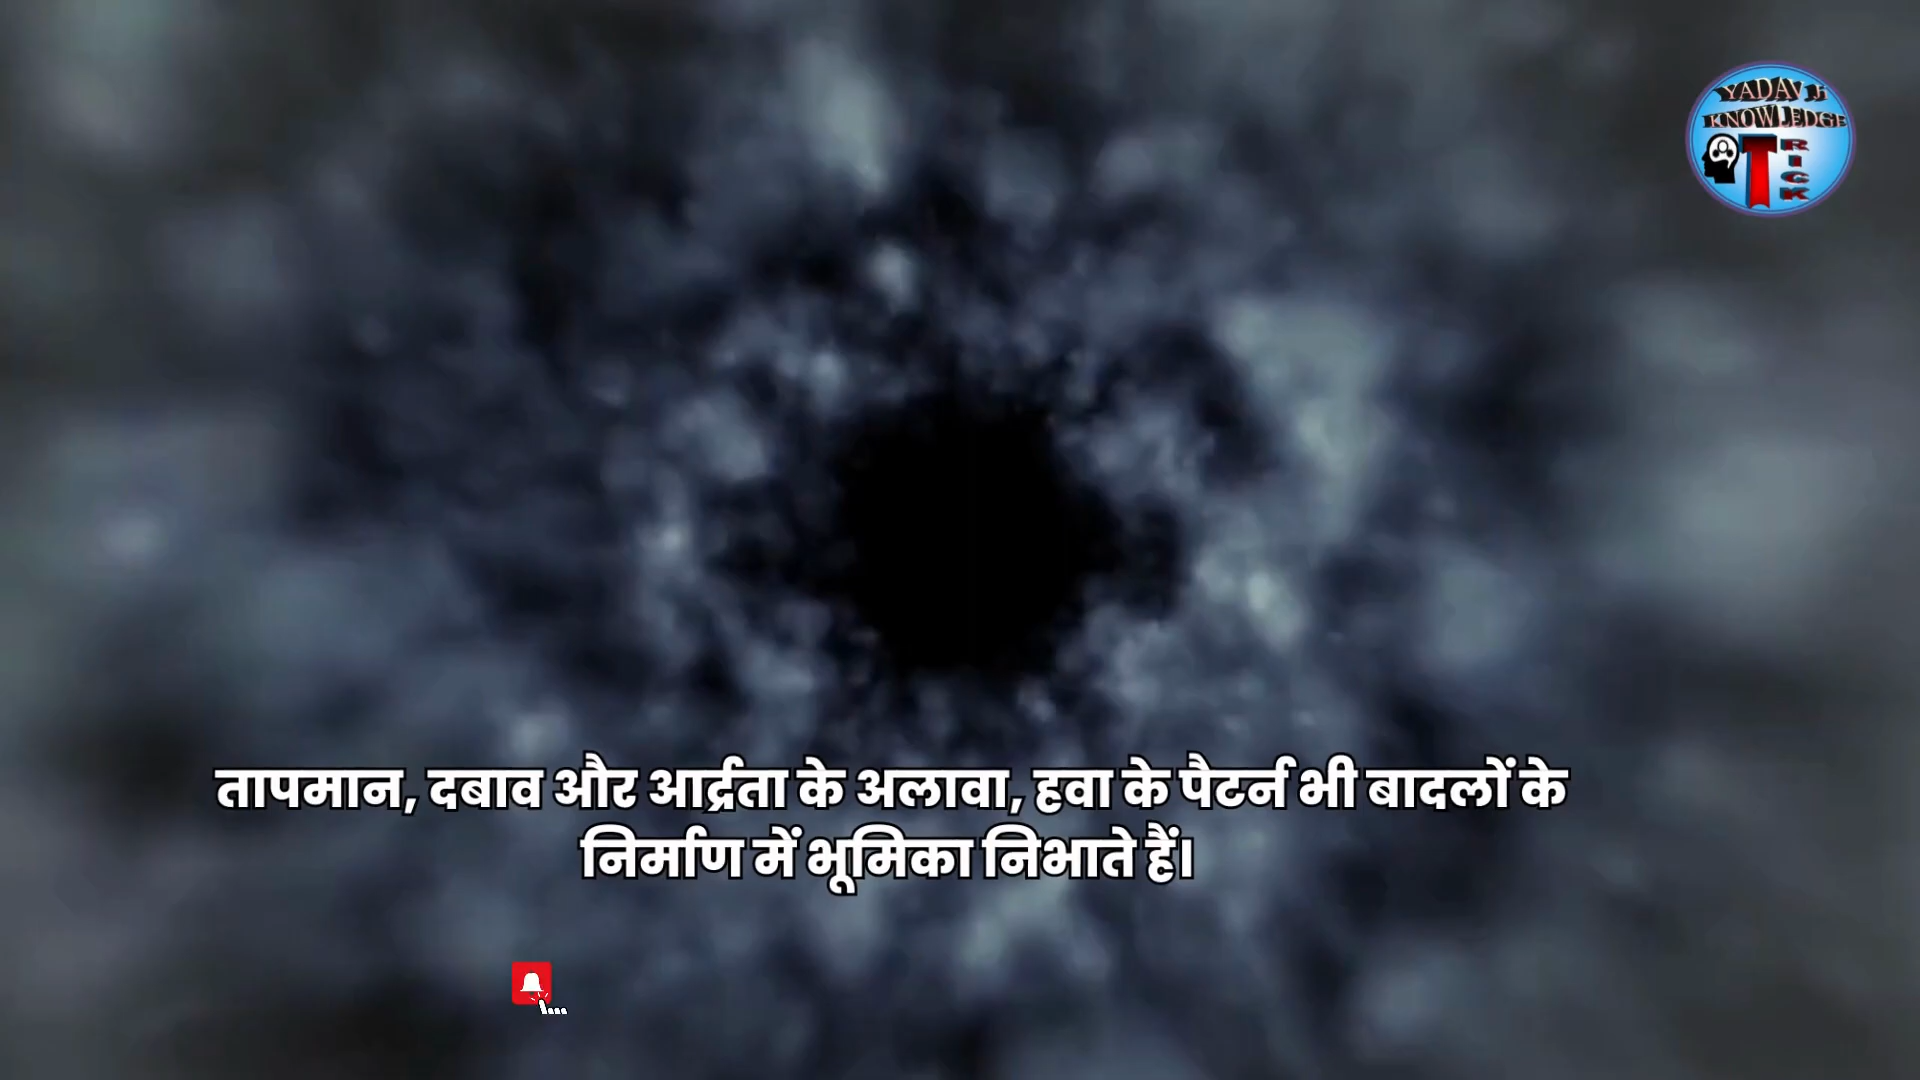 YADAV Ji
KNOWLEDGE
TRICK
तापमान, दबाव और आर्द्रता के अलावा, हवा के पैटर्न भी बादलों के
निर्माण में भूमिका निभाते हैं।